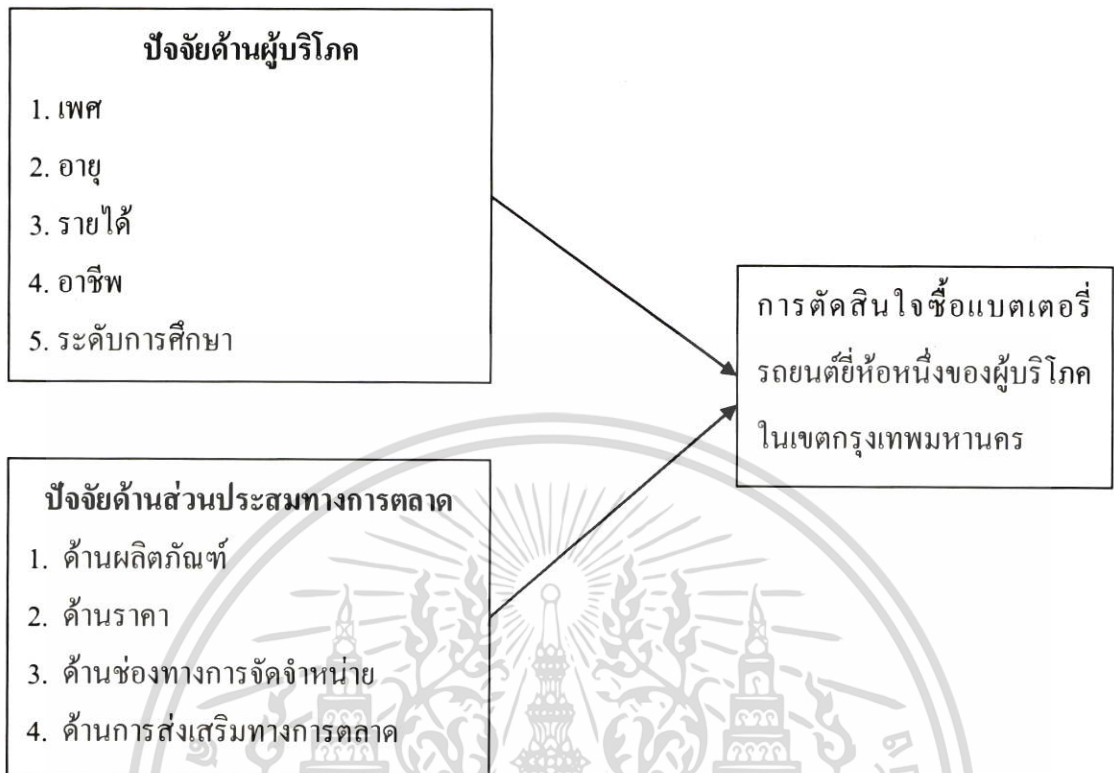 ปัจจัยด้านผู้บริโภค
1. เพศ
2. อายุ
3. รายได้
4. อาชีพ
5. ระดับการศึกษา
การตัดสินใจซื้อแบตเตอรี่
รถยนต์ยี่ห้อหนึ่งของผู้บริโภค
ในเขตกรุงเทพมหานคร
ปัจจัยด้านส่วนประสมทางการตลาด
1. ด้านผลิตภัณฑ์
2. ด้านราคา
3. ด้านช่องทางการจัดจำหน่าย
4. ด้านการส่งเสริมทางการตลาด